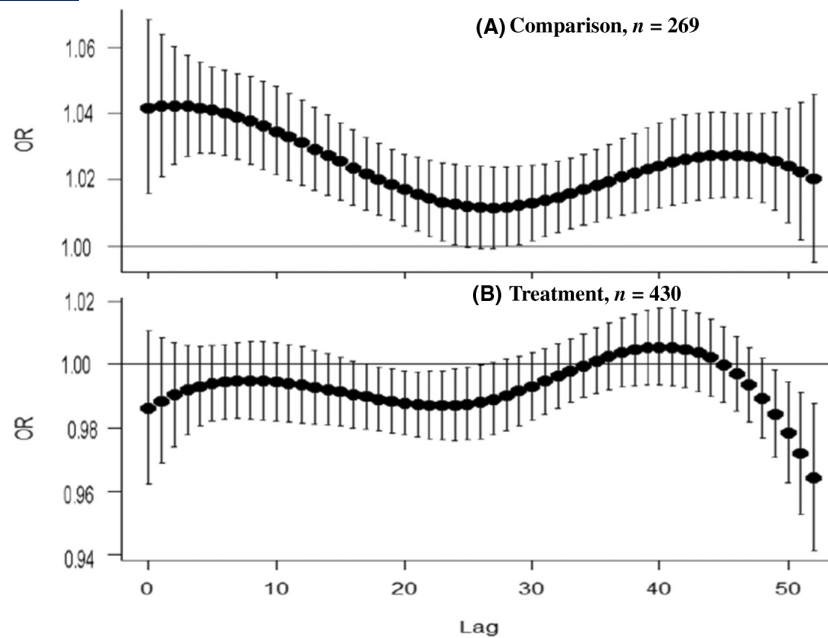 (A) Comparison, n = 269
1.06
1.04
1.02
1.00
OR
(B) Treatment, n = 430
1.02
1.00
0.98
0.96
0.94
OR
0 10 20 30 40 50
Lag